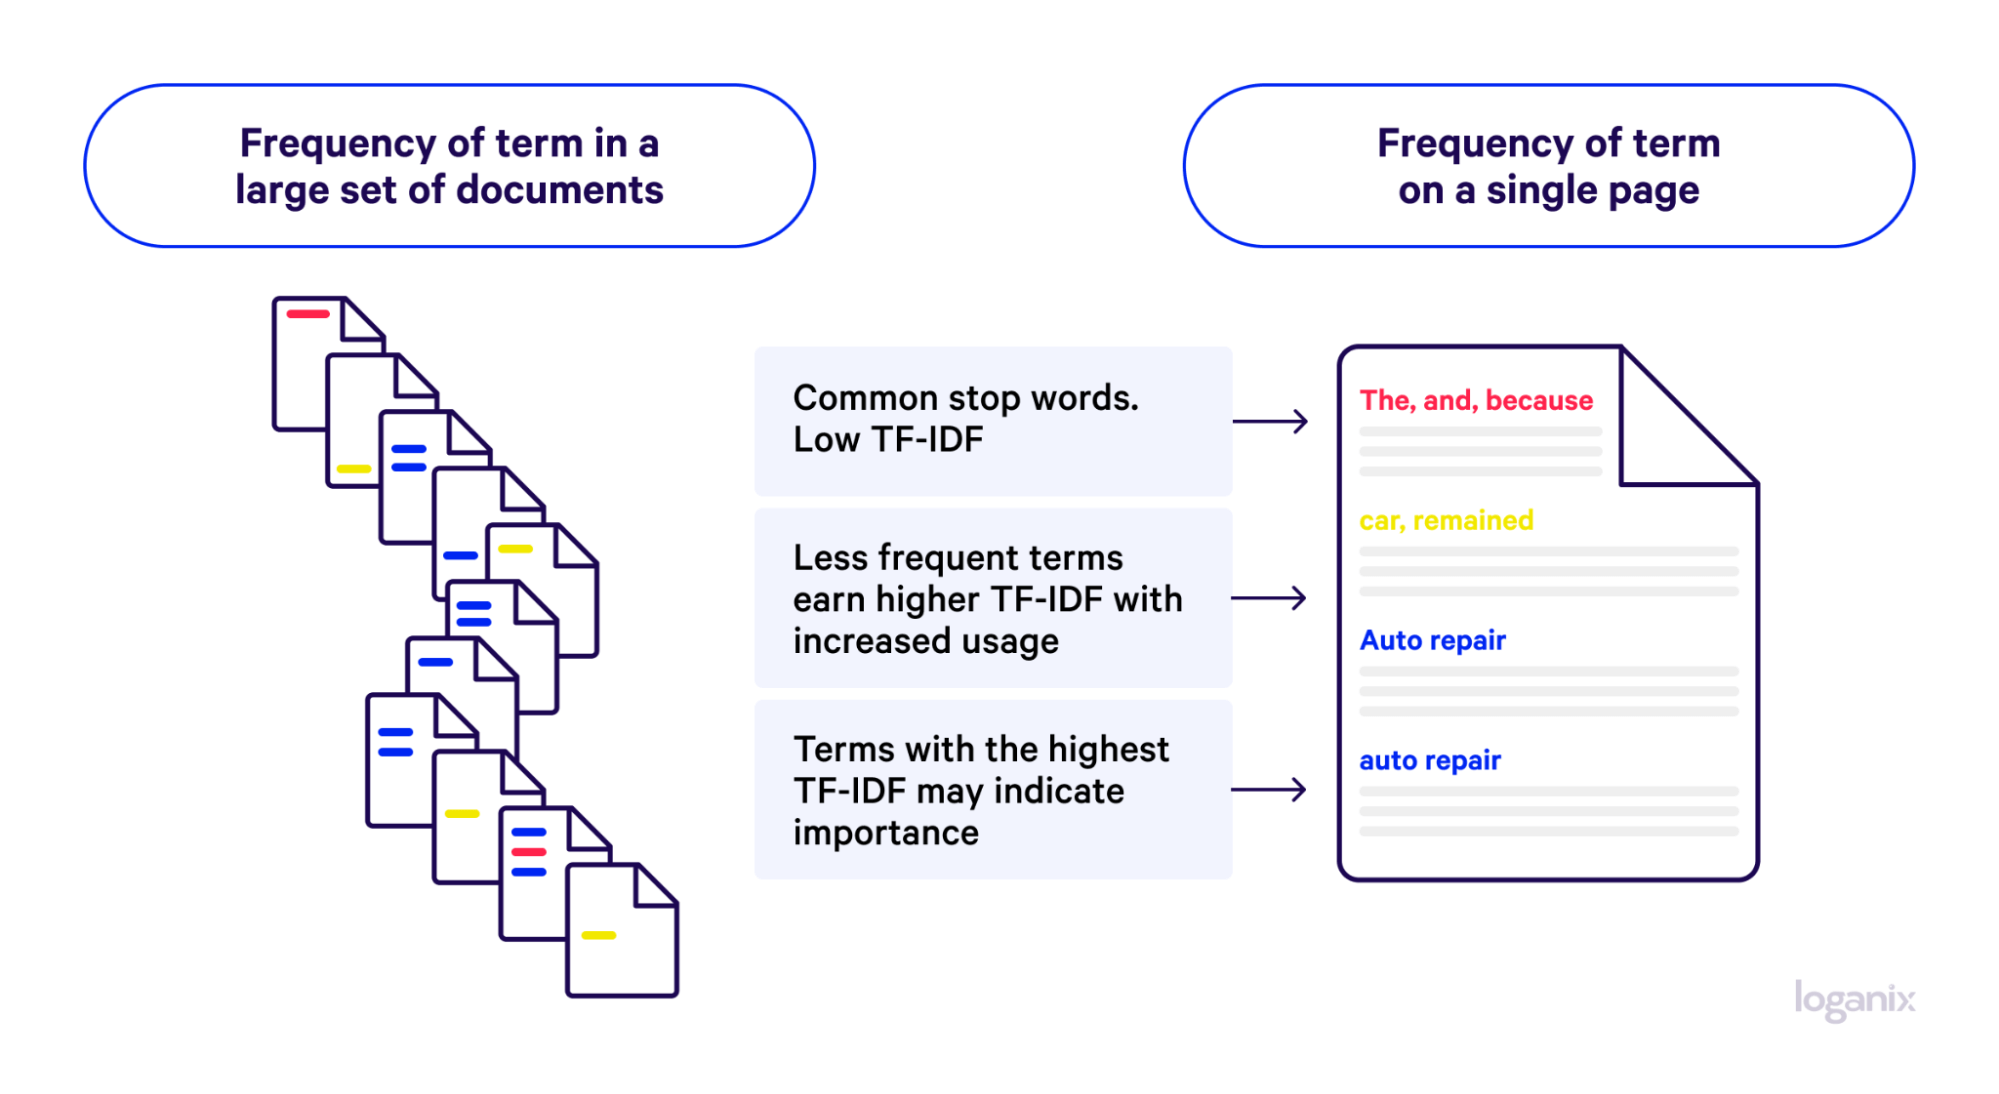 Frequency of term in a
large set of documents
Frequency of term
on a single page
Common stop words.
Low TF-IDF
Less frequent terms
earn higher TF-IDF with
increased usage
Terms with the highest
TF-IDF may indicate
importance
The, and, because
car, remained
Auto repair
auto repair
loganix